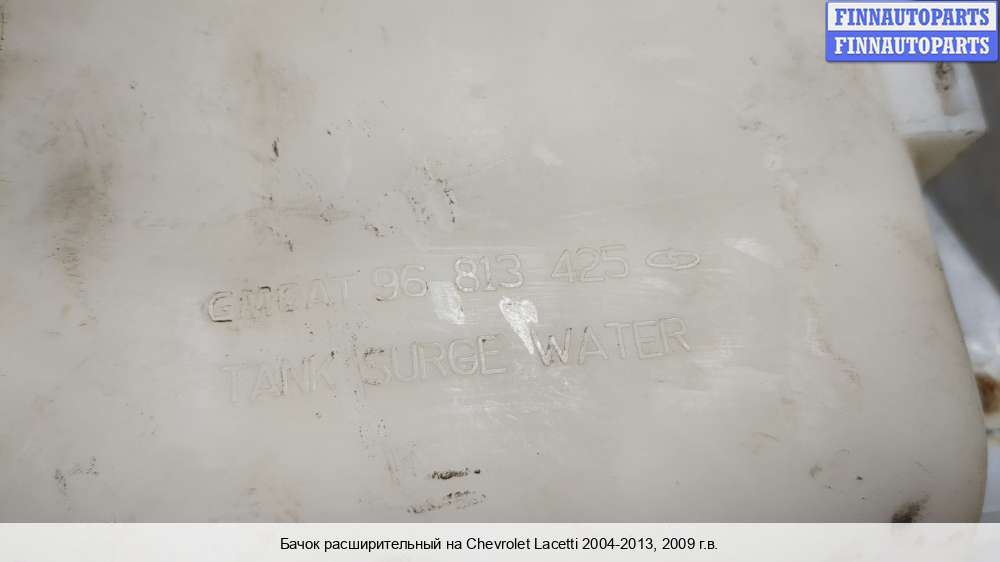 FINNAUTOPARTS
FINNAUTOPARTS
GMDAT 96 813 425
TANK SURGE WATER
Бачок расширительный на Chevrolet Lacetti 2004-2013, 2009 г.в.